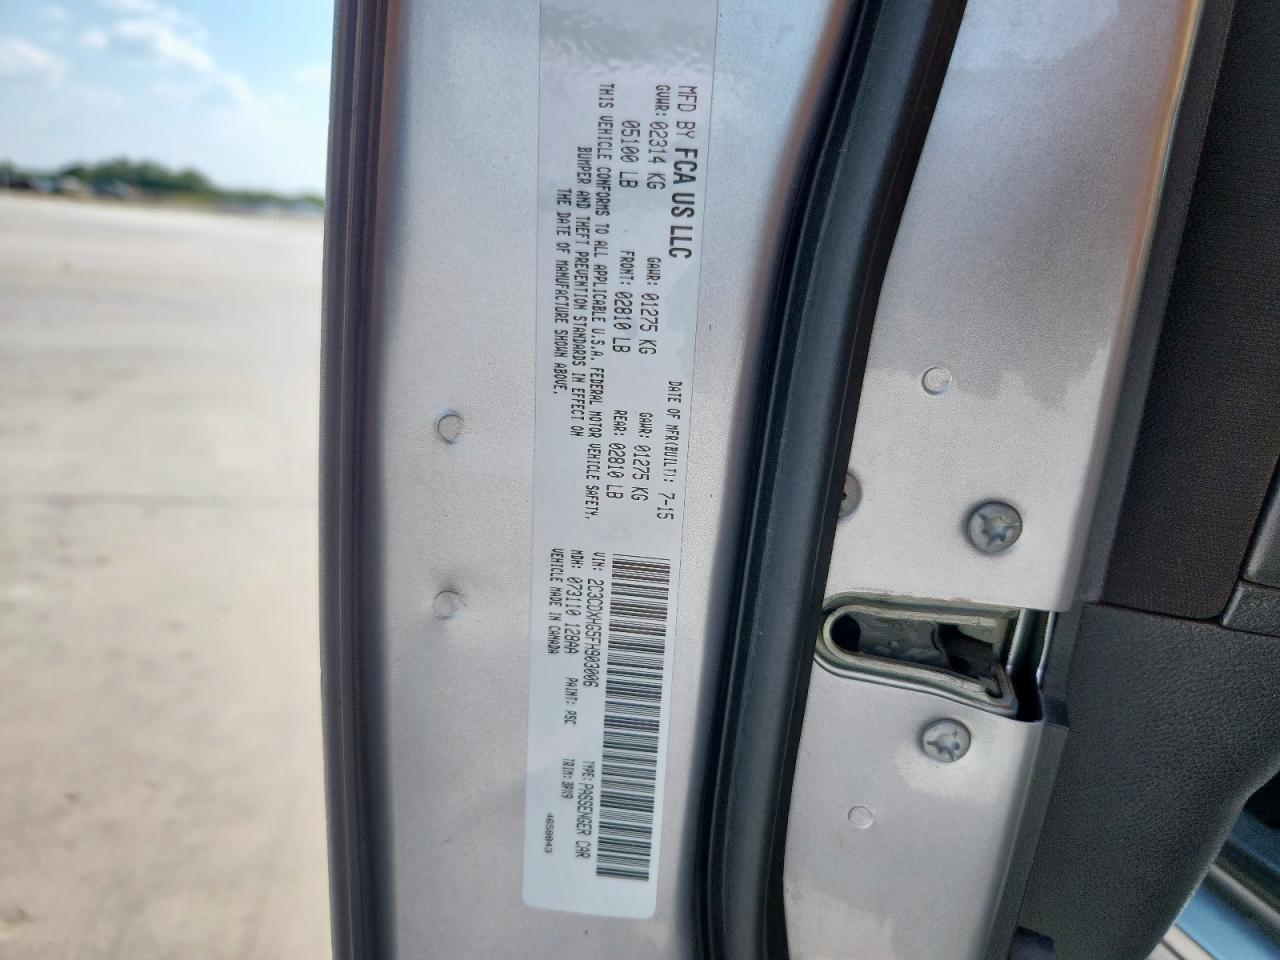 MFD BY FCA US LLC
DATE OF MFR(BUILT): 7-15
GVWR: 02314 KG
GAWR: 01275 KG
GAWR: 01275 KG
05100 LB
FRONT: 02810 LB
REAR: 02810 LB
THIS VEHICLE CONFORMS TO ALL APPLICABLE U.S.A. FEDERAL MOTOR VEHICLE SAFETY,
BUMPER AND THEFT PREVENTION STANDARDS IN EFFECT ON
THE DATE OF MANUFACTURE SHOWN ABOVE.
VIN: 2C3CDXHG5FH903006
TYPE: PASSENGER CAR
MDH: 073110 128AA
PAINT: PSC
TRIM: BPX9
VEHICLE MADE IN CANADA
4658843